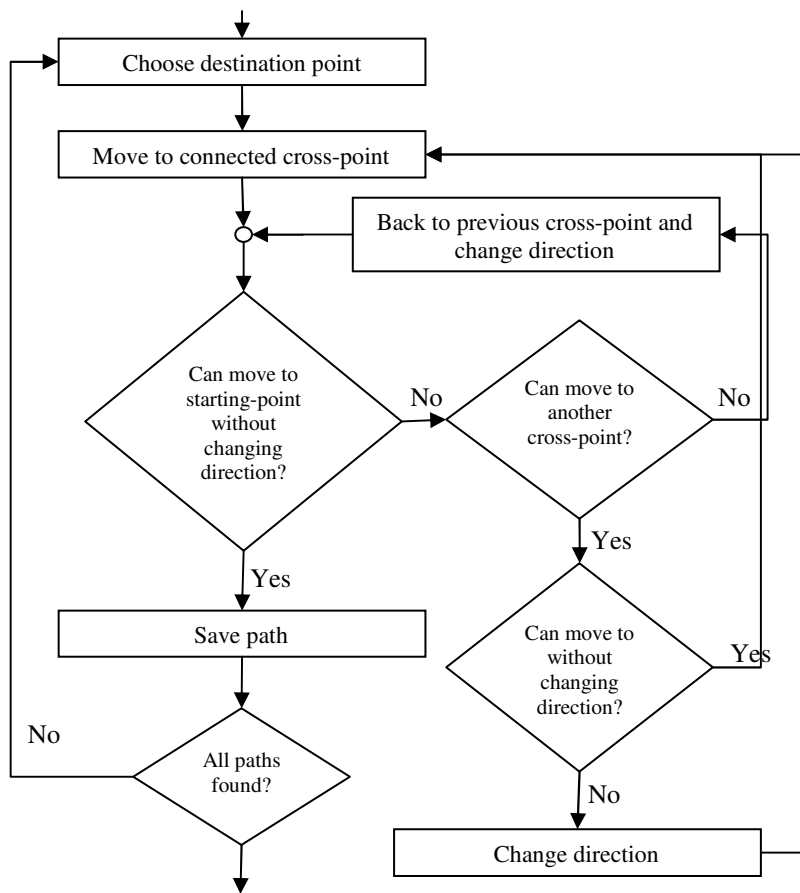 Choose destination point
Move to connected cross-point
Back to previous cross-point and
change direction
Can move to
starting-point
without
changing
direction?
No
Can move to
another
cross-point?
No
Yes
Yes
Save path
Can move to
without
changing
direction?
Yes
No
All paths
found?
No
Change direction